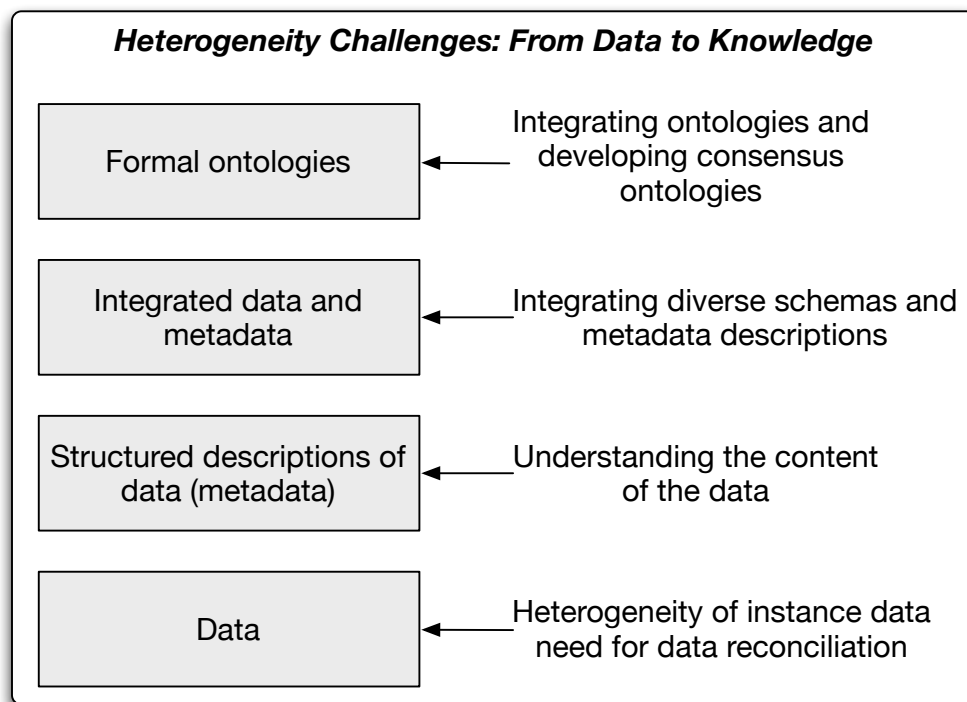 Heterogeneity Challenges: From Data to Knowledge
Formal ontologies
Integrating ontologies and
developing consensus
ontologies
Integrated data and
metadata
Integrating diverse schemas and
metadata descriptions
Structured descriptions of
data (metadata)
Understanding the content
of the data
Data
Heterogeneity of instance data
need for data reconciliation